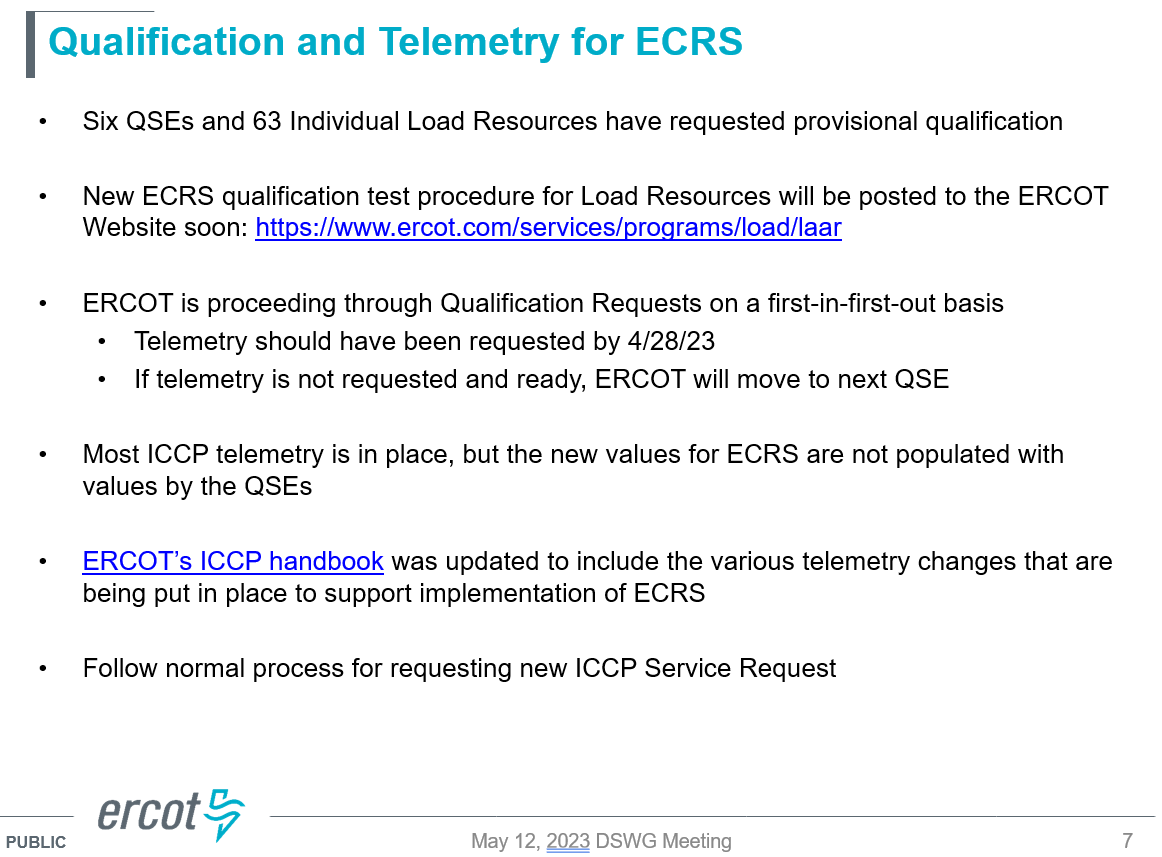 Qualification and Telemetry for ECRS
• Six QSEs and 63 Individual Load Resources have requested provisional qualification
• New ECRS qualification test procedure for Load Resources will be posted to the ERCOT
Website soon: https://www.ercot.com/services/programs/load/laar
• ERCOT is proceeding through Qualification Requests on a first-in-first-out basis
• Telemetry should have been requested by 4/28/23
• If telemetry is not requested and ready, ERCOT will move to next QSE
• Most ICCP telemetry is in place, but the new values for ECRS are not populated with
values by the QSEs
• ERCOT’s ICCP handbook was updated to include the various telemetry changes that are
being put in place to support implementation of ECRS
• Follow normal process for requesting new ICCP Service Request
ercot
PUBLIC
May 12, 2023 DSWG Meeting
7